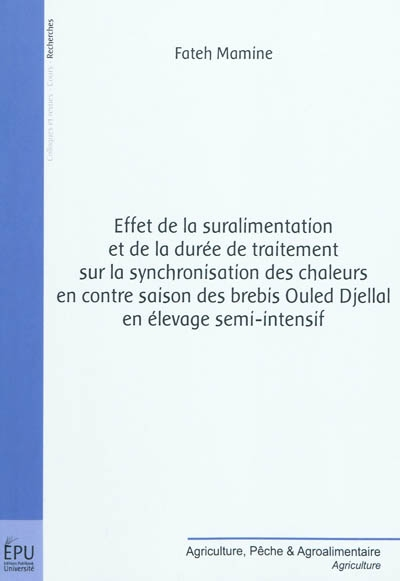 Colloques et revues - Cours - Recherches
Fateh Mamine
Effet de la suralimentation
et de la durée de traitement
sur la synchronisation des chaleurs
en contre saison des brebis Ouled Djellal
en élevage semi-intensif
EPU
Éditions Publibook
Université
Agriculture, Pêche & Agroalimentaire
Agriculture